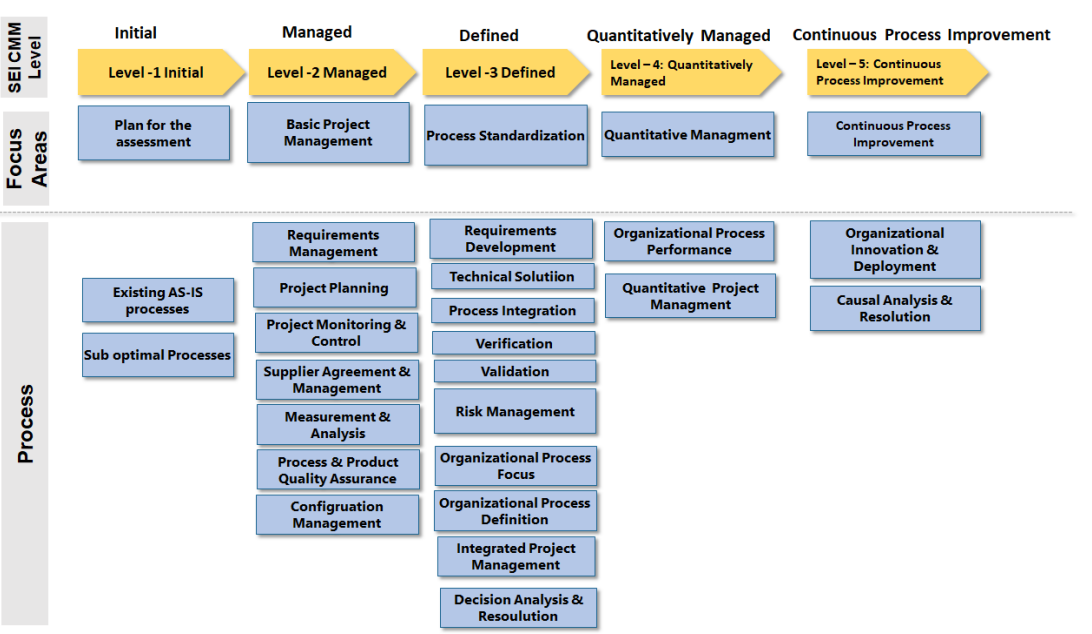 SEI CMM
Level
Initial
Managed
Defined
Quantitatively Managed
Continuous Process Improvement
Level -1 Initial
Level -2 Managed
Level -3 Defined
Level – 4: Quantitatively
Managed
Level – 5: Continuous
Process Improvement
Focus
Areas
Plan for the
assessment
Basic Project
Management
Process Standardization
Quantitative Managment
Continuous Process
Improvement
Process
Existing AS-IS
processes
Sub optimal Processes
Requirements
Management
Project Planning
Project Monitoring &
Control
Supplier Agreement &
Management
Measurement &
Analysis
Process & Product
Quality Assurance
Configruation
Management
Requirements
Development
Technical Solutiion
Process Integration
Verification
Validation
Risk Management
Organizational Process
Focus
Organizational Process
Definition
Integrated Project
Management
Decision Analysis &
Resoulution
Organizational Process
Performance
Quantitative Project
Managment
Organizational
Innovation &
Deployment
Causal Analysis &
Resolution